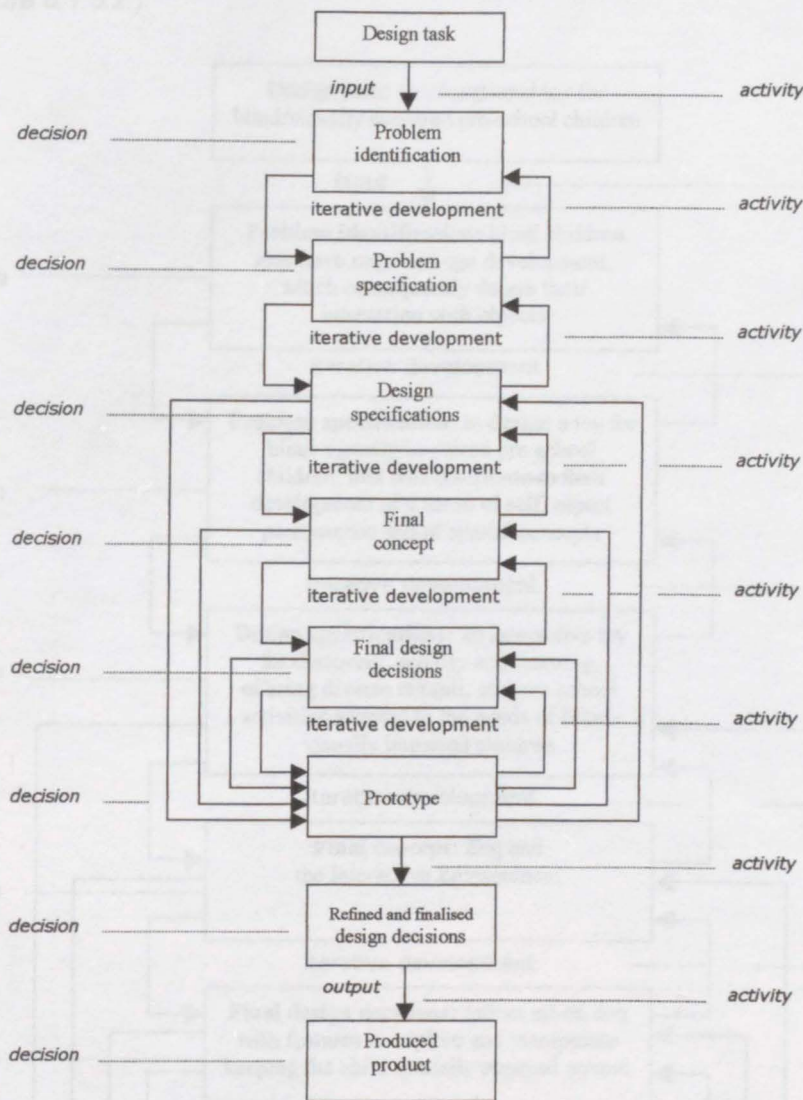 Design task
input
activity
decision
Problem
identification
iterative development
activity
decision
Problem
specification
iterative development
activity
decision
Design
specifications
iterative development
activity
decision
Final
concept
iterative development
activity
decision
Final design
decisions
iterative development
activity
decision
Prototype
activity
decision
Refined and finalised
design decisions
output
activity
decision
Produced
product